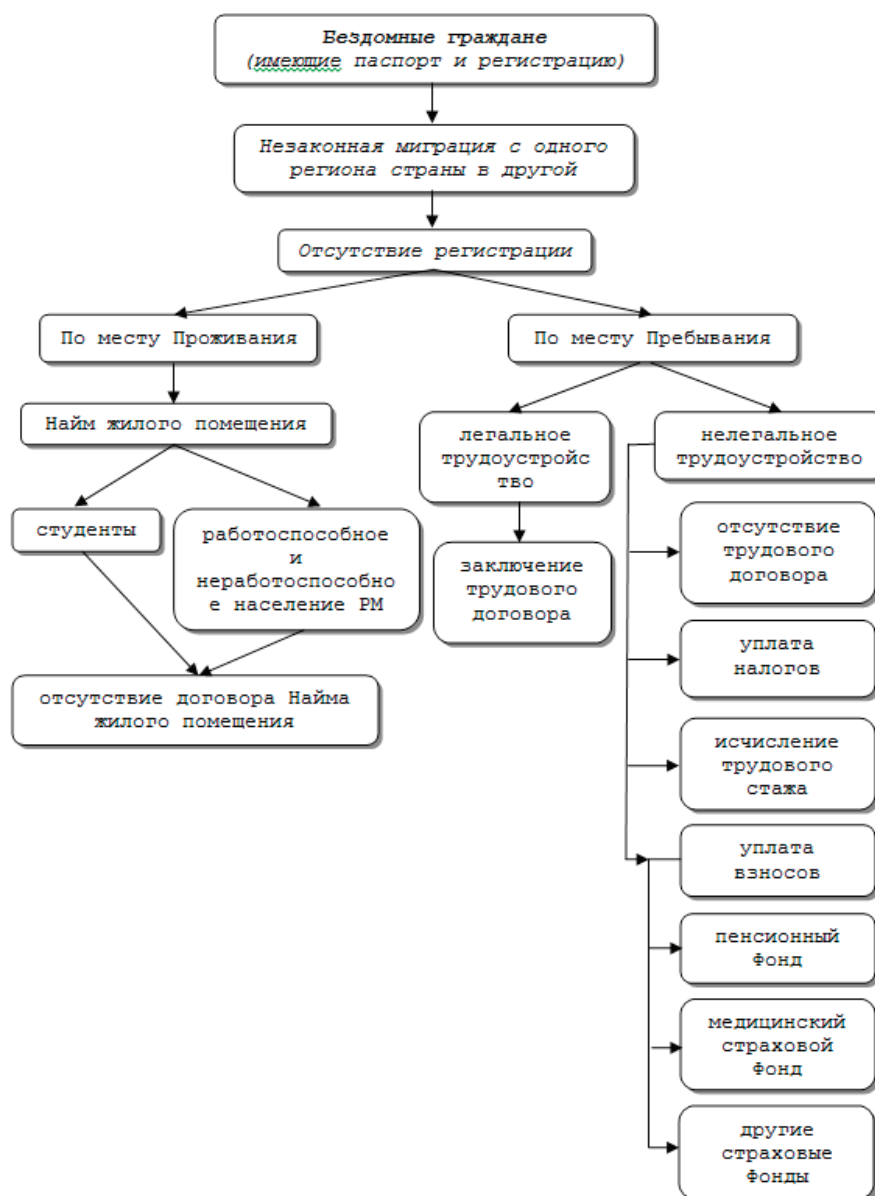 Бездомные граждане
(имеющие паспорт и регистрацию)
Незаконная миграция с одного
региона страны в другой
Отсутствие регистрации
По месту Проживания
По месту Пребывания
Найм жилого помещения
легальное
трудоустройс
тво
нелегальное
трудоустройство
студенты
работоспособное
и
неработоспособно
е население РМ
заключение
трудового
договора
отсутствие
трудового
договора
отсутствие договора Найма
жилого помещения
уплата
налогов
исчисление
трудового
стажа
уплата
взносов
пенсионный
Фонд
медицинский
страховой
Фонд
другие
страховые
Фонды